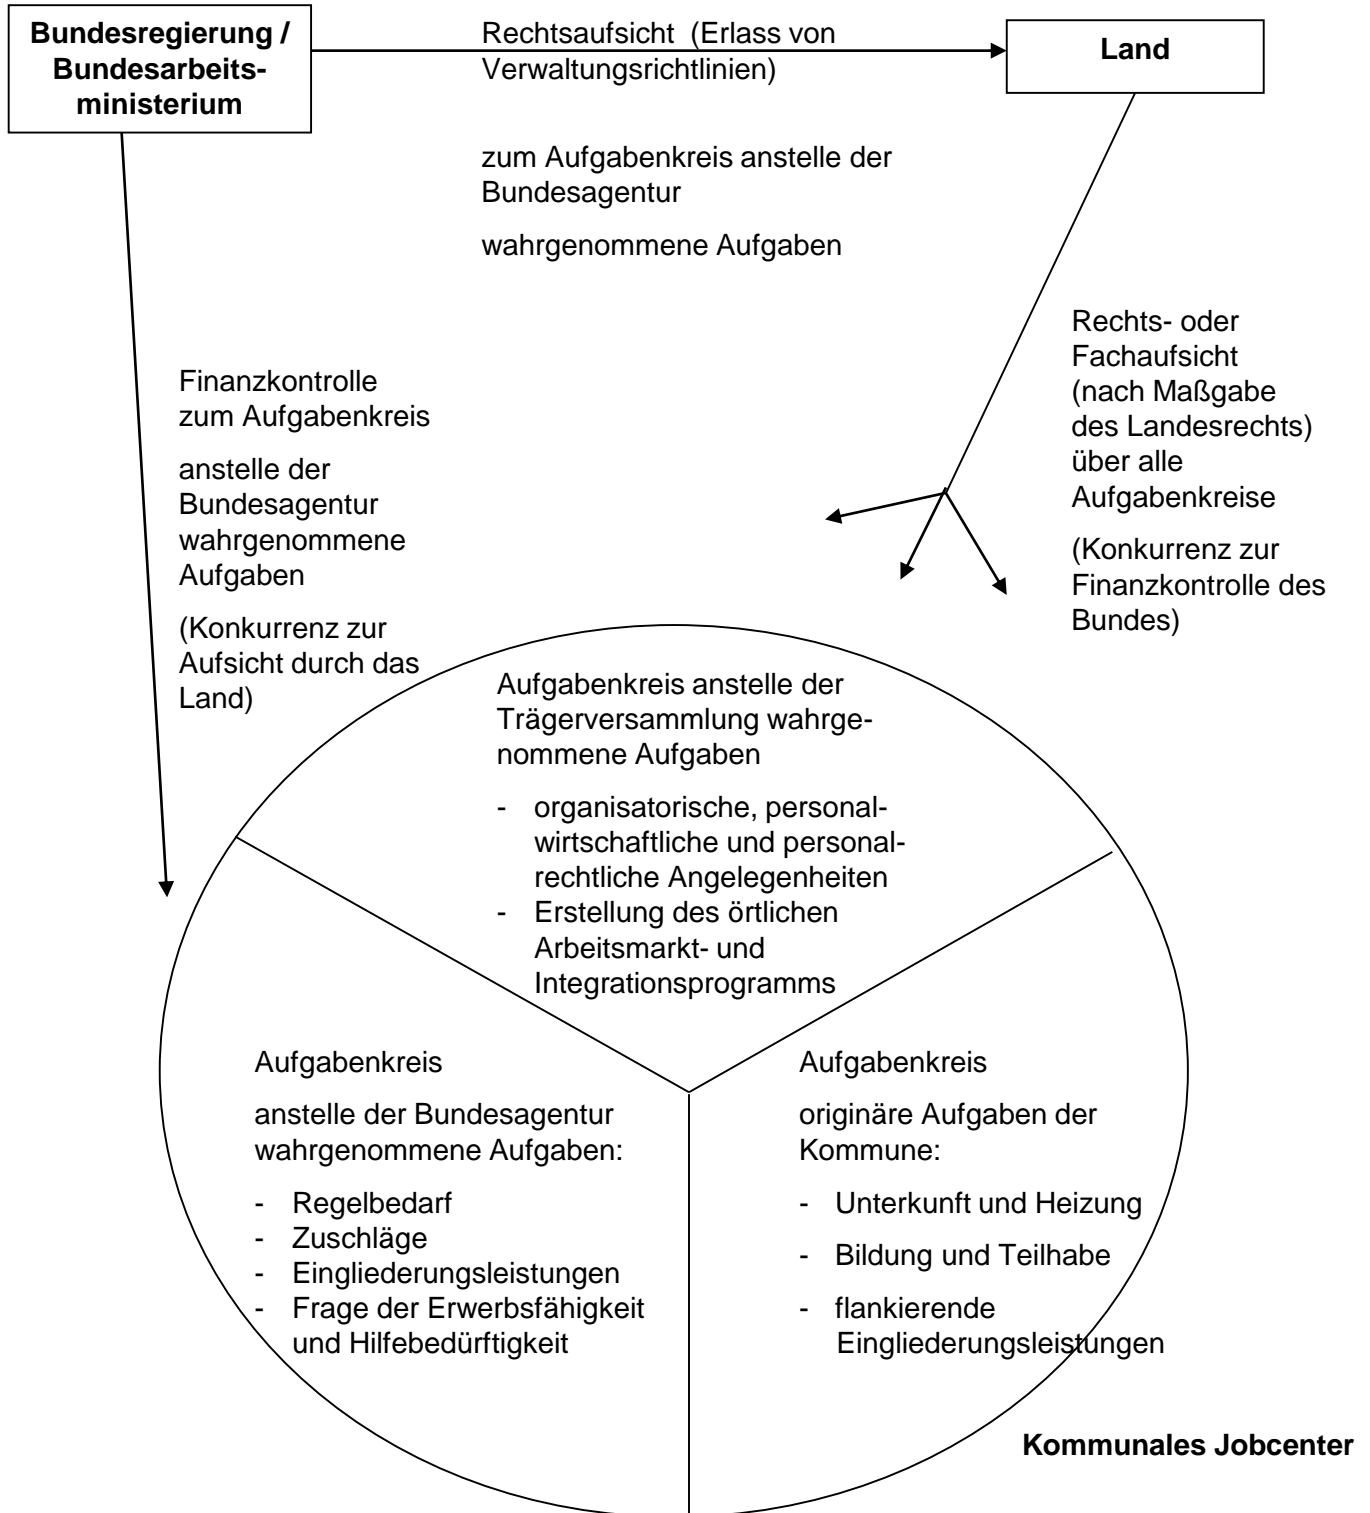 Bundesregierung /
Bundesarbeits-
ministerium
Rechtsaufsicht (Erlass von
Verwaltungsrichtlinien)
zum Aufgabenkreis anstelle der
Bundesagentur
wahrgenommene Aufgaben
Land
Rechts- oder
Fachaufsicht
(nach Maßgabe
des Landesrechts)
über alle
Aufgabenkreise
(Konkurrenz zur
Finanzkontrolle des
Bundes)
Finanzkontrolle
zum Aufgabenkreis
anstelle der
Bundesagentur
wahrgenommene
Aufgaben
(Konkurrenz zur
Aufsicht durch das
Land)
Aufgabenkreis anstelle der
Trägerversammlung wahrge-
nommene Aufgaben
- organisatorische, personal-
wirtschaftliche und personal-
rechtliche Angelegenheiten
- Erstellung des örtlichen
Arbeitsmarkt- und
Integrationsprogramms
Aufgabenkreis
anstelle der Bundesagentur
wahrgenommene Aufgaben:
- Regelbedarf
- Zuschläge
- Eingliederungsleistungen
- Frage der Erwerbsfähigkeit
und Hilfebedürftigkeit
Aufgabenkreis
originäre Aufgaben der
Kommune:
- Unterkunft und Heizung
- Bildung und Teilhabe
- flankierende
Eingliederungsleistungen
Kommunales Jobcenter